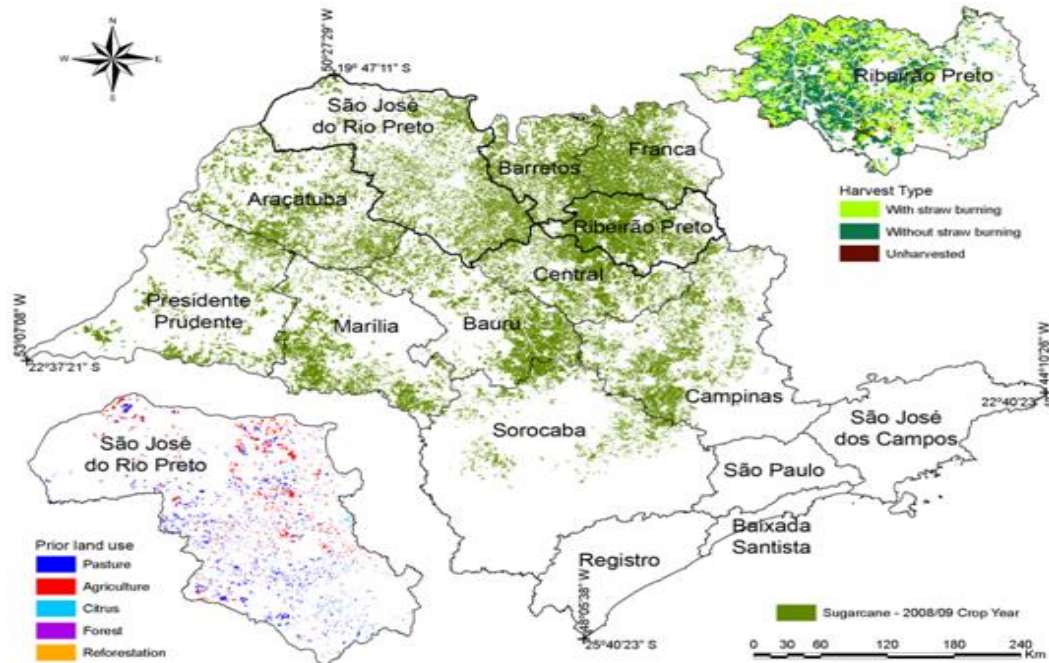 N
W
E
S
50°27'29" W
19° 47'11" S
São José
do Rio Preto
Barretos
Franca
Araçatuba
Ribeirão Preto
Central
Presidente
Prudente
Marília
Bauru
Campinas
Sorocaba
São José
dos Campos
São Paulo
Baixada
Santista
Registro
53°07'08" W
22°37'21" S
44°10'26" W
22°40'23"
48°05'38" W
25°40'23" S
Ribeirão Preto
Harvest Type
With straw burning
Without straw burning
Unharvested
São José
do Rio Preto
Prior land use
Pasture
Agriculture
Citrus
Forest
Reforestation
Sugarcane - 2008/09 Crop Year
0 30 60 120 180 240
Km